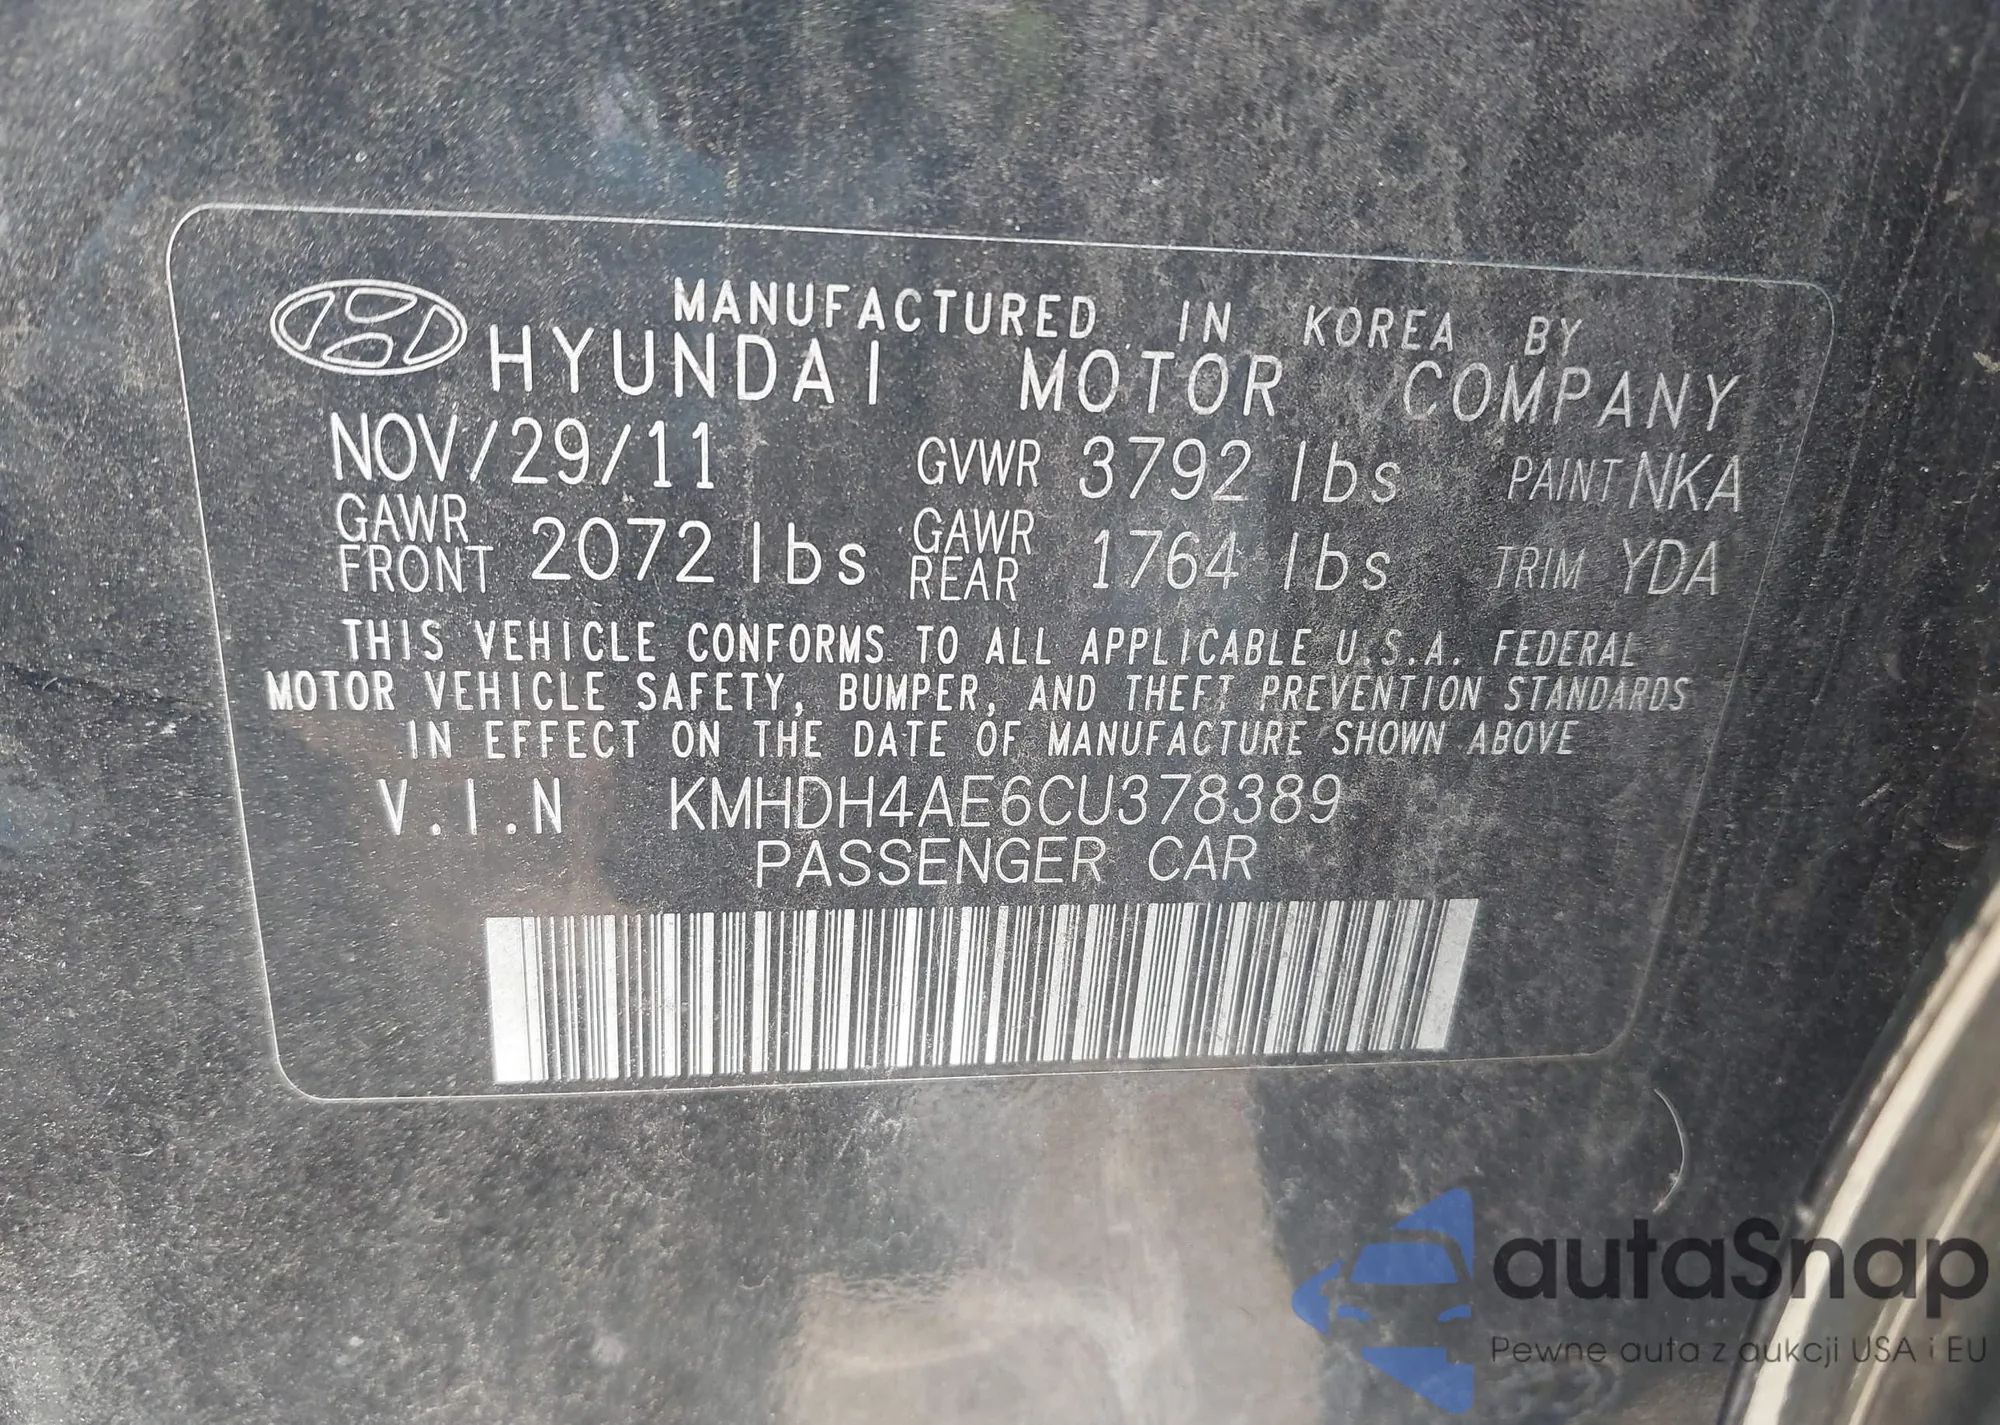 MANUFACTURED IN KOREA BY
HYUNDAI MOTOR COMPANY
NOV/29/11 GVWR 3792 lbs PAINT NKA
GAWR FRONT 2072 lbs GAWR REAR 1764 lbs TRIM YDA
THIS VEHICLE CONFORMS TO ALL APPLICABLE U.S.A. FEDERAL
MOTOR VEHICLE SAFETY, BUMPER, AND THEFT PREVENTION STANDARDS
IN EFFECT ON THE DATE OF MANUFACTURE SHOWN ABOVE
V.I.N KMHDH4AE6CU378389
PASSENGER CAR
autaSnap
Pewne auta z aukcji USA i EU